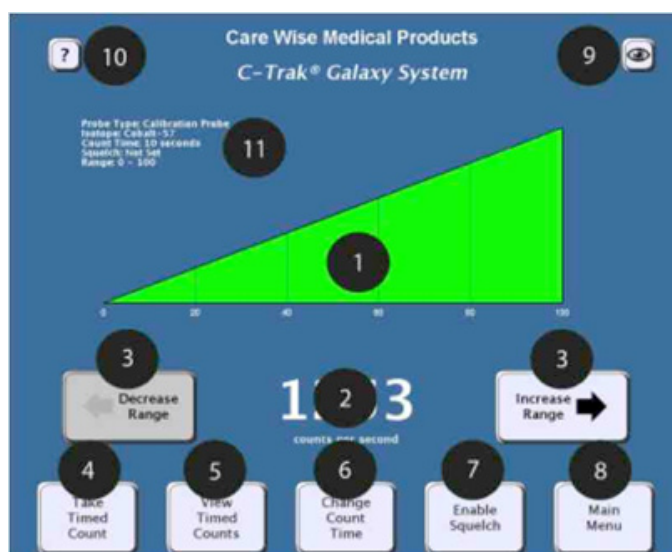 Care Wise Medical Products
C-Trak® Galaxy System
?
10
9
Probe Type: Calibration Probe
Isotope: Cobalt-57
Count Time: 10 seconds
Squelch: Not Set
Range: 0 - 100
11
1
0
20
40
60
80
100
3
Decrease
Range
2
counts per second
3
Increase
Range
4
Take
Timed
Count
5
View
Timed
Counts
6
Change
Count
Time
7
Enable
Squelch
8
Main
Menu